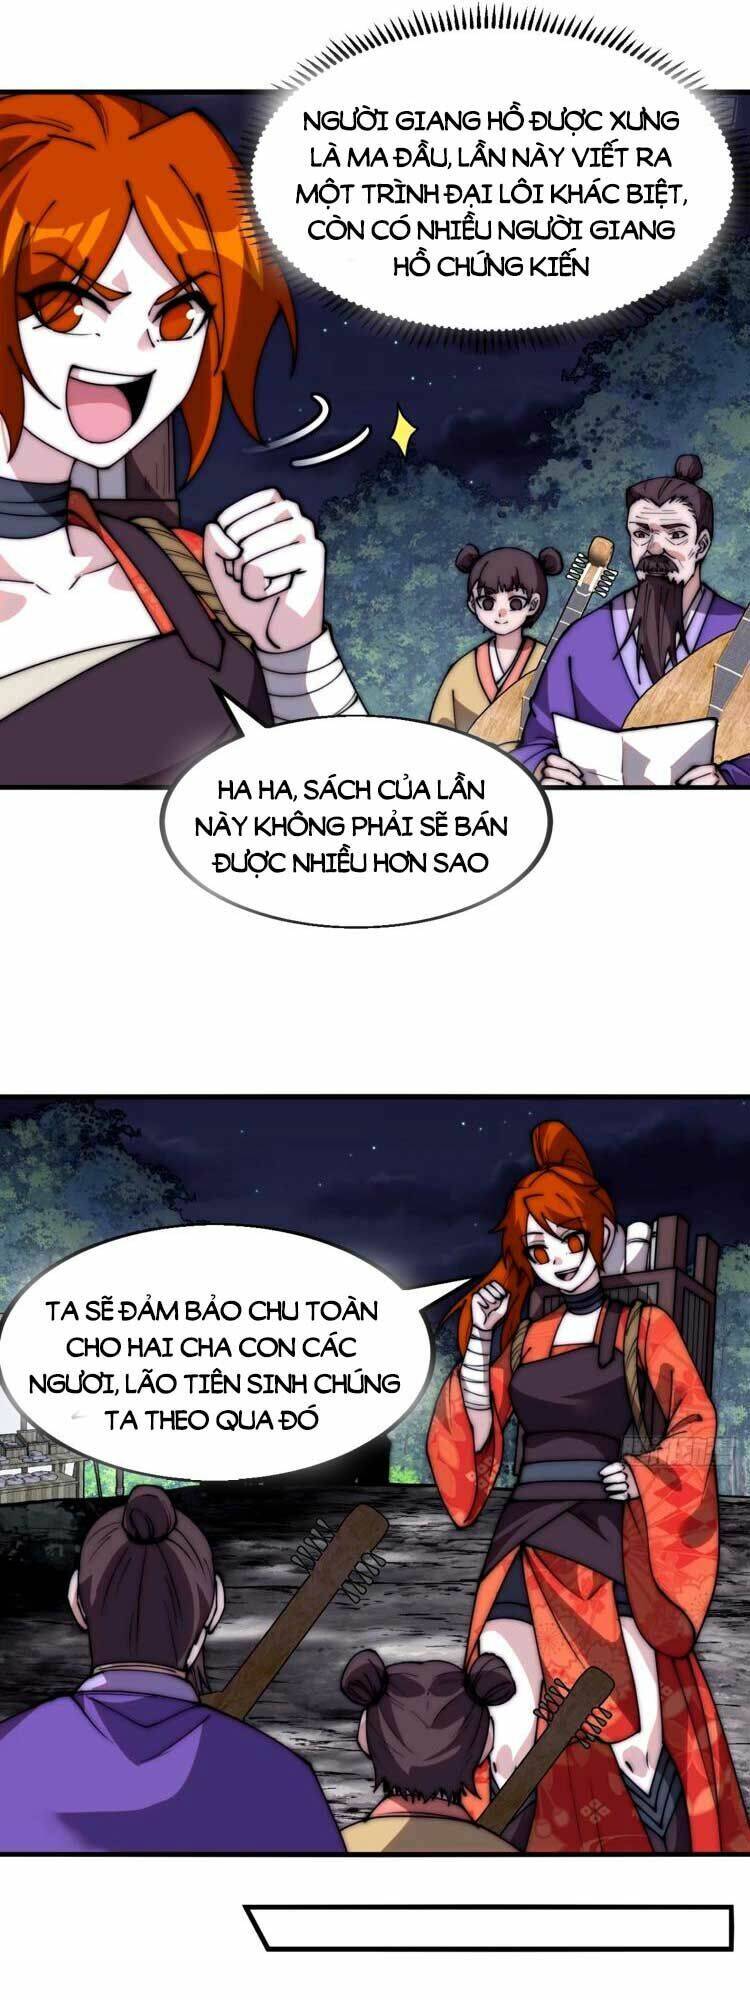 NGƯỜI GIANG HỒ ĐƯỢC XƯNG
LÀ MA ĐẦU, LẦN NÀY VIẾT RA
MỘT TRÌNH ĐẠI LÔI KHÁC BIỆT,
CÒN CÓ NHIỀU NGƯỜI GIANG
HỒ CHỨNG KIẾN
HA HA, SÁCH CỦA LẦN
NÀY KHÔNG PHẢI SẼ BÁN
ĐƯỢC NHIỀU HƠN SAO
TA SẼ ĐẢM BẢO CHU TOÀN
CHO HAI CHA CON CÁC
NGƯƠI, LÃO TIÊN SINH CHÚNG
TA THEO QUA ĐÓ